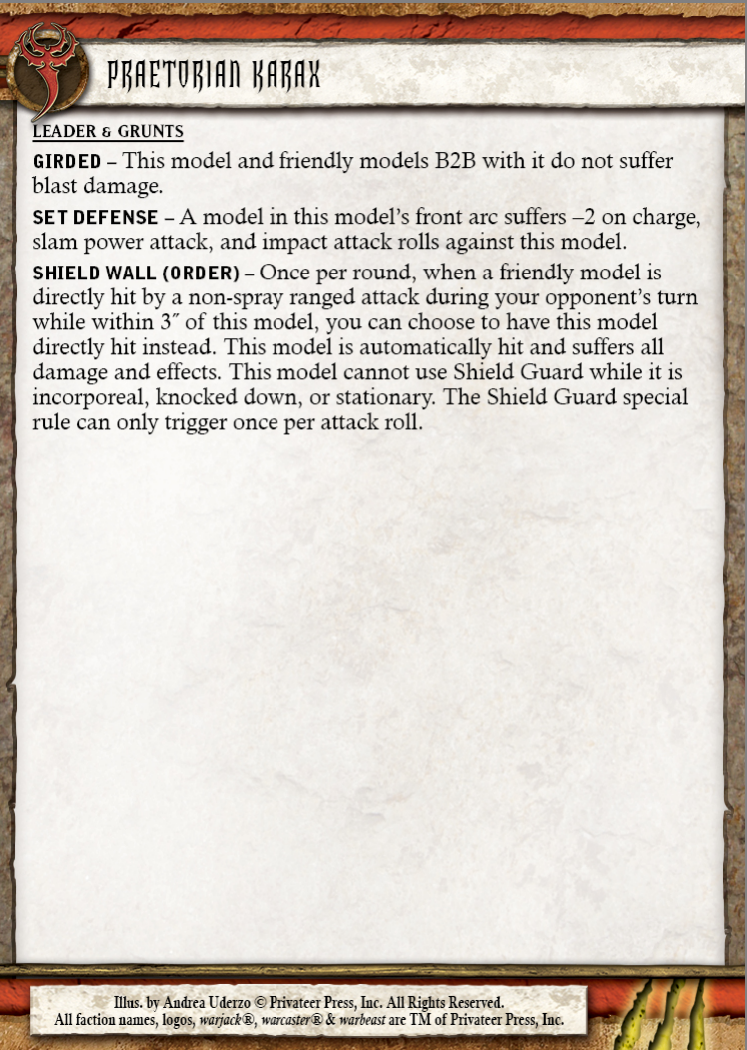 PRAETORIAN KARAX
LEADER & GRUNTS
GIRDED – This model and friendly models B2B with it do not suffer
blast damage.
SET DEFENSE – A model in this model's front arc suffers –2 on charge,
slam power attack, and impact attack rolls against this model.
SHIELD WALL (ORDER) – Once per round, when a friendly model is
directly hit by a non-spray ranged attack during your opponent's turn
while within 3˝ of this model, you can choose to have this model
directly hit instead. This model is automatically hit and suffers all
damage and effects. This model cannot use Shield Guard while it is
incorporeal, knocked down, or stationary. The Shield Guard special
rule can only trigger once per attack roll.
Illus. by Andrea Uderzo © Privateer Press, Inc. All Rights Reserved.
All faction names, logos, warjack®, warcaster® & warbeast are TM of Privateer Press, Inc.